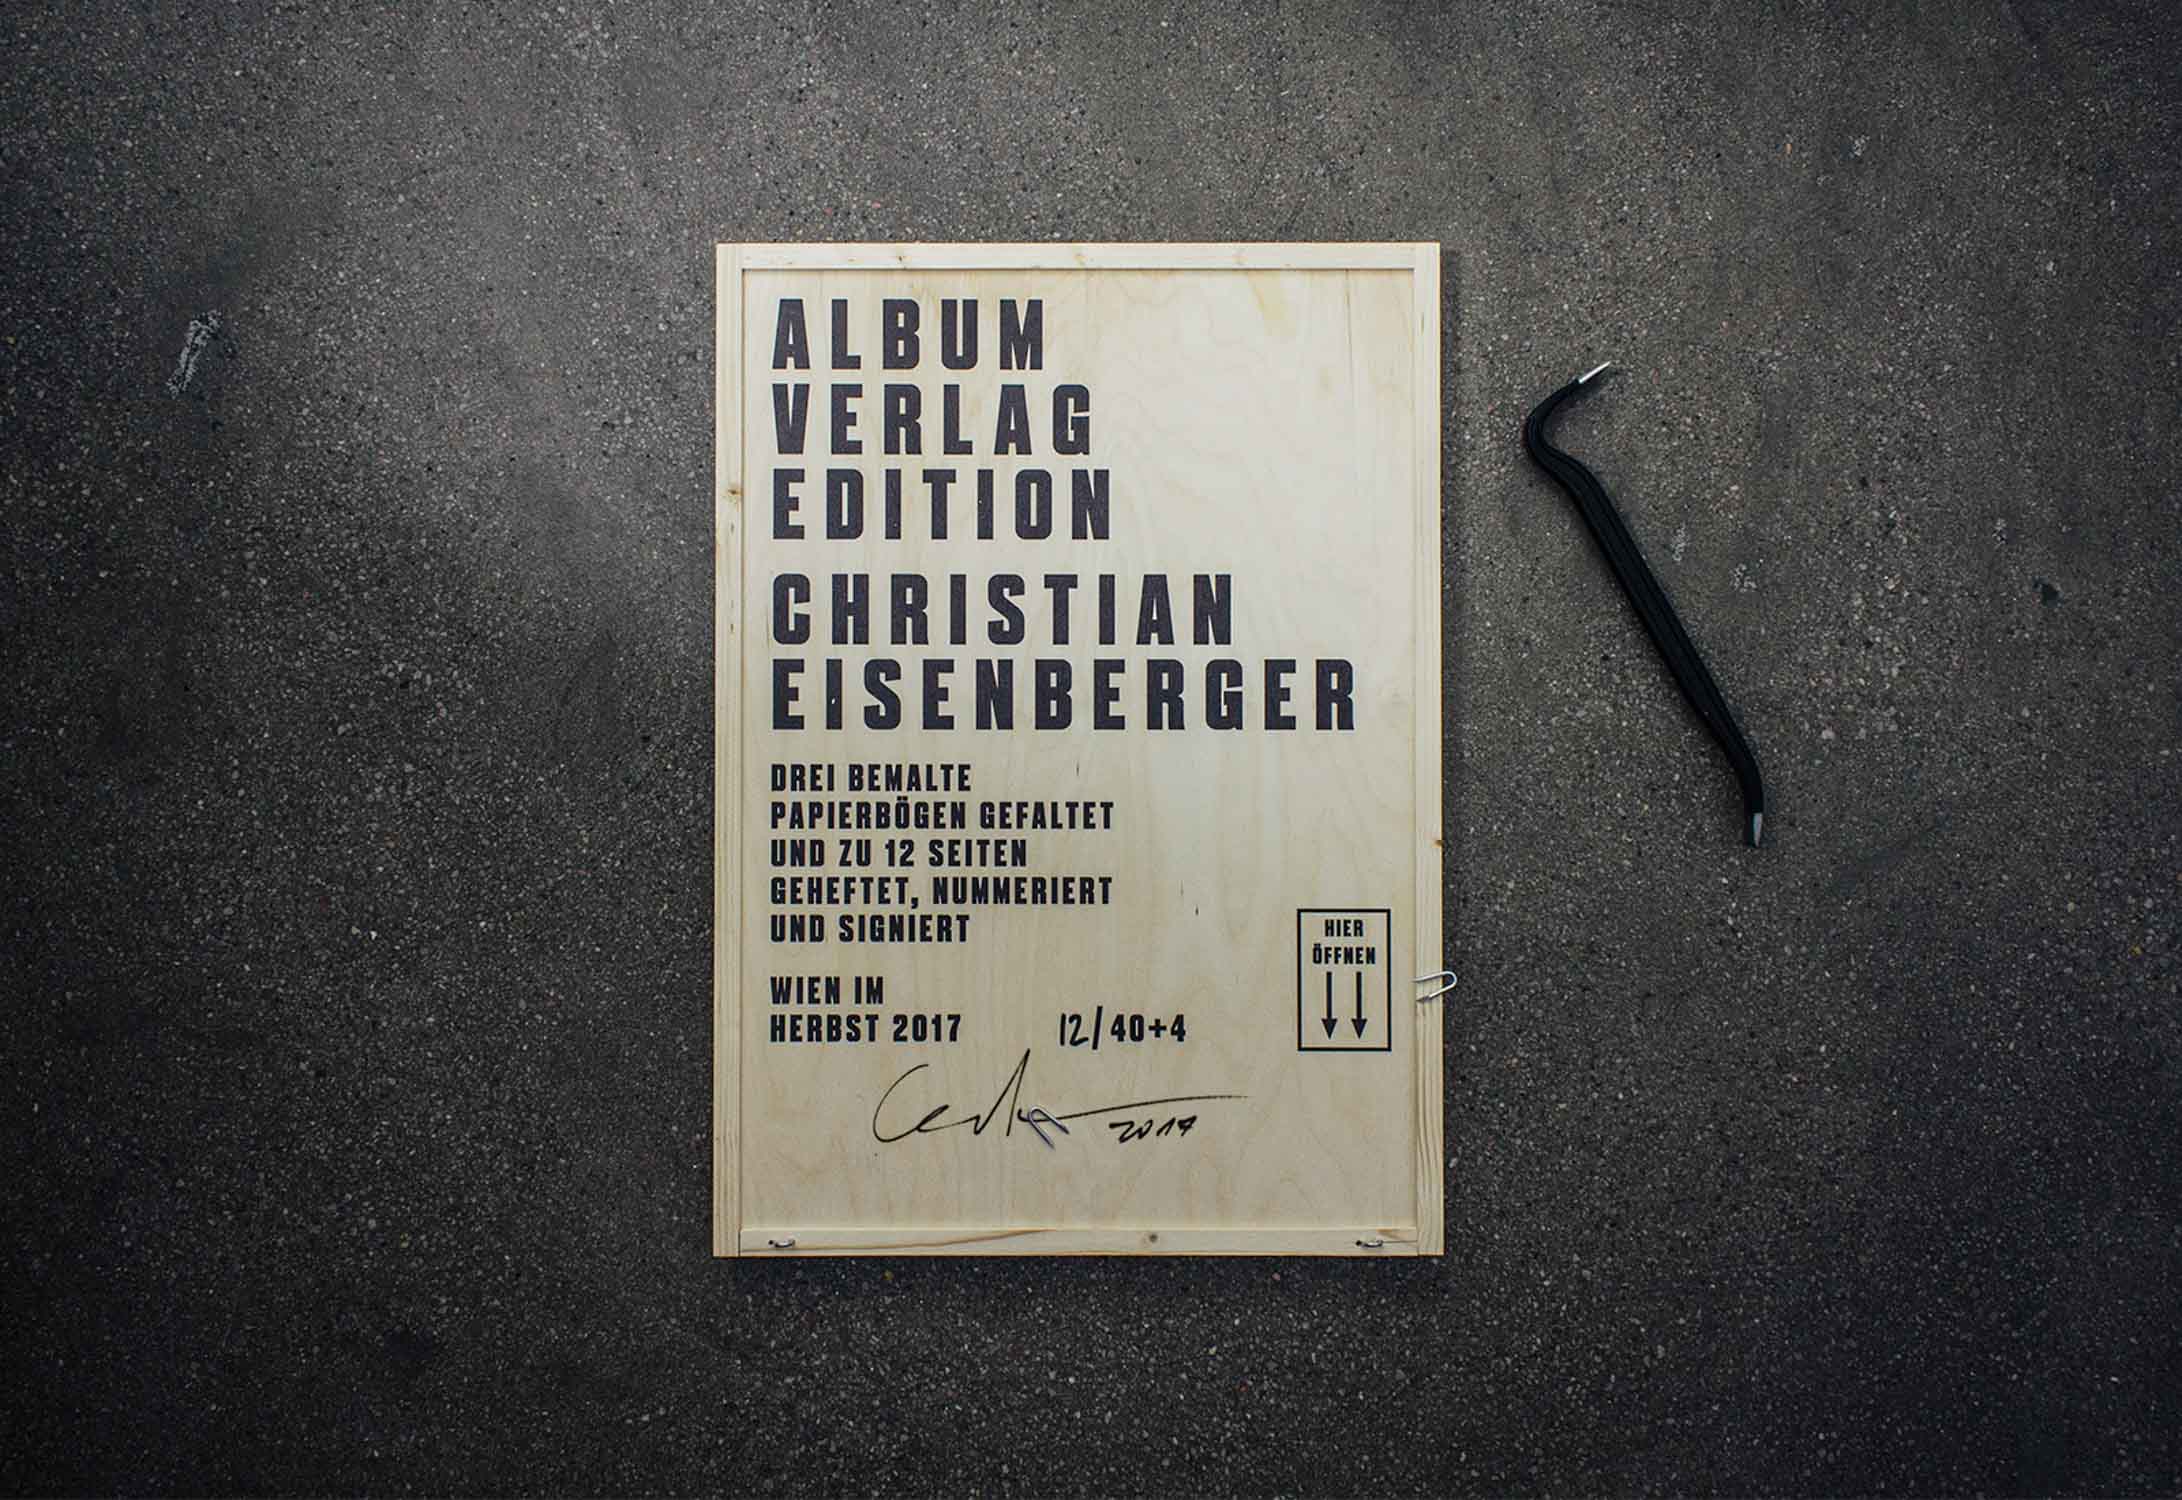 ALBUM
VERLAG
EDITION
CHRISTIAN
EISENBERGER
DREI BEMALTE
PAPIERBÖGEN GEFALTET
UND ZU 12 SEITEN
GEHEFTET, NUMMERIERT
UND SIGNIERT
WIEN IM
HERBST 2017
12/40+4
HIER
ÖFFNEN
2017